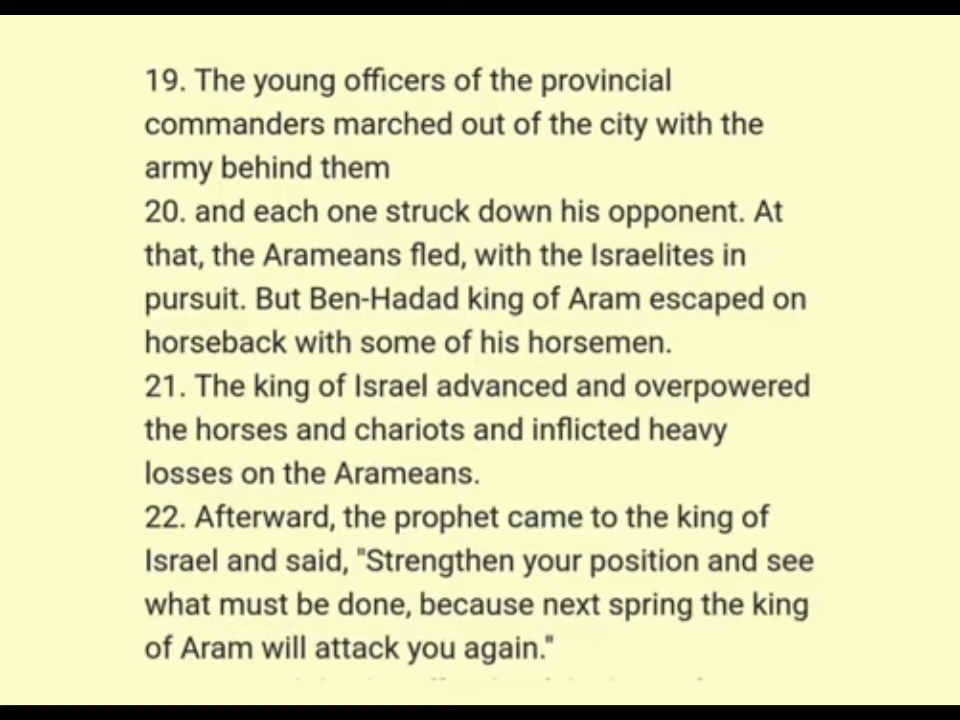 19. The young officers of the provincial
commanders marched out of the city with the
army behind them
20. and each one struck down his opponent. At
that, the Arameans fled, with the Israelites in
pursuit. But Ben-Hadad king of Aram escaped on
horseback with some of his horsemen.
21. The king of Israel advanced and overpowered
the horses and chariots and inflicted heavy
losses on the Arameans.
22. Afterward, the prophet came to the king of
Israel and said, "Strengthen your position and see
what must be done, because next spring the king
of Aram will attack you again."